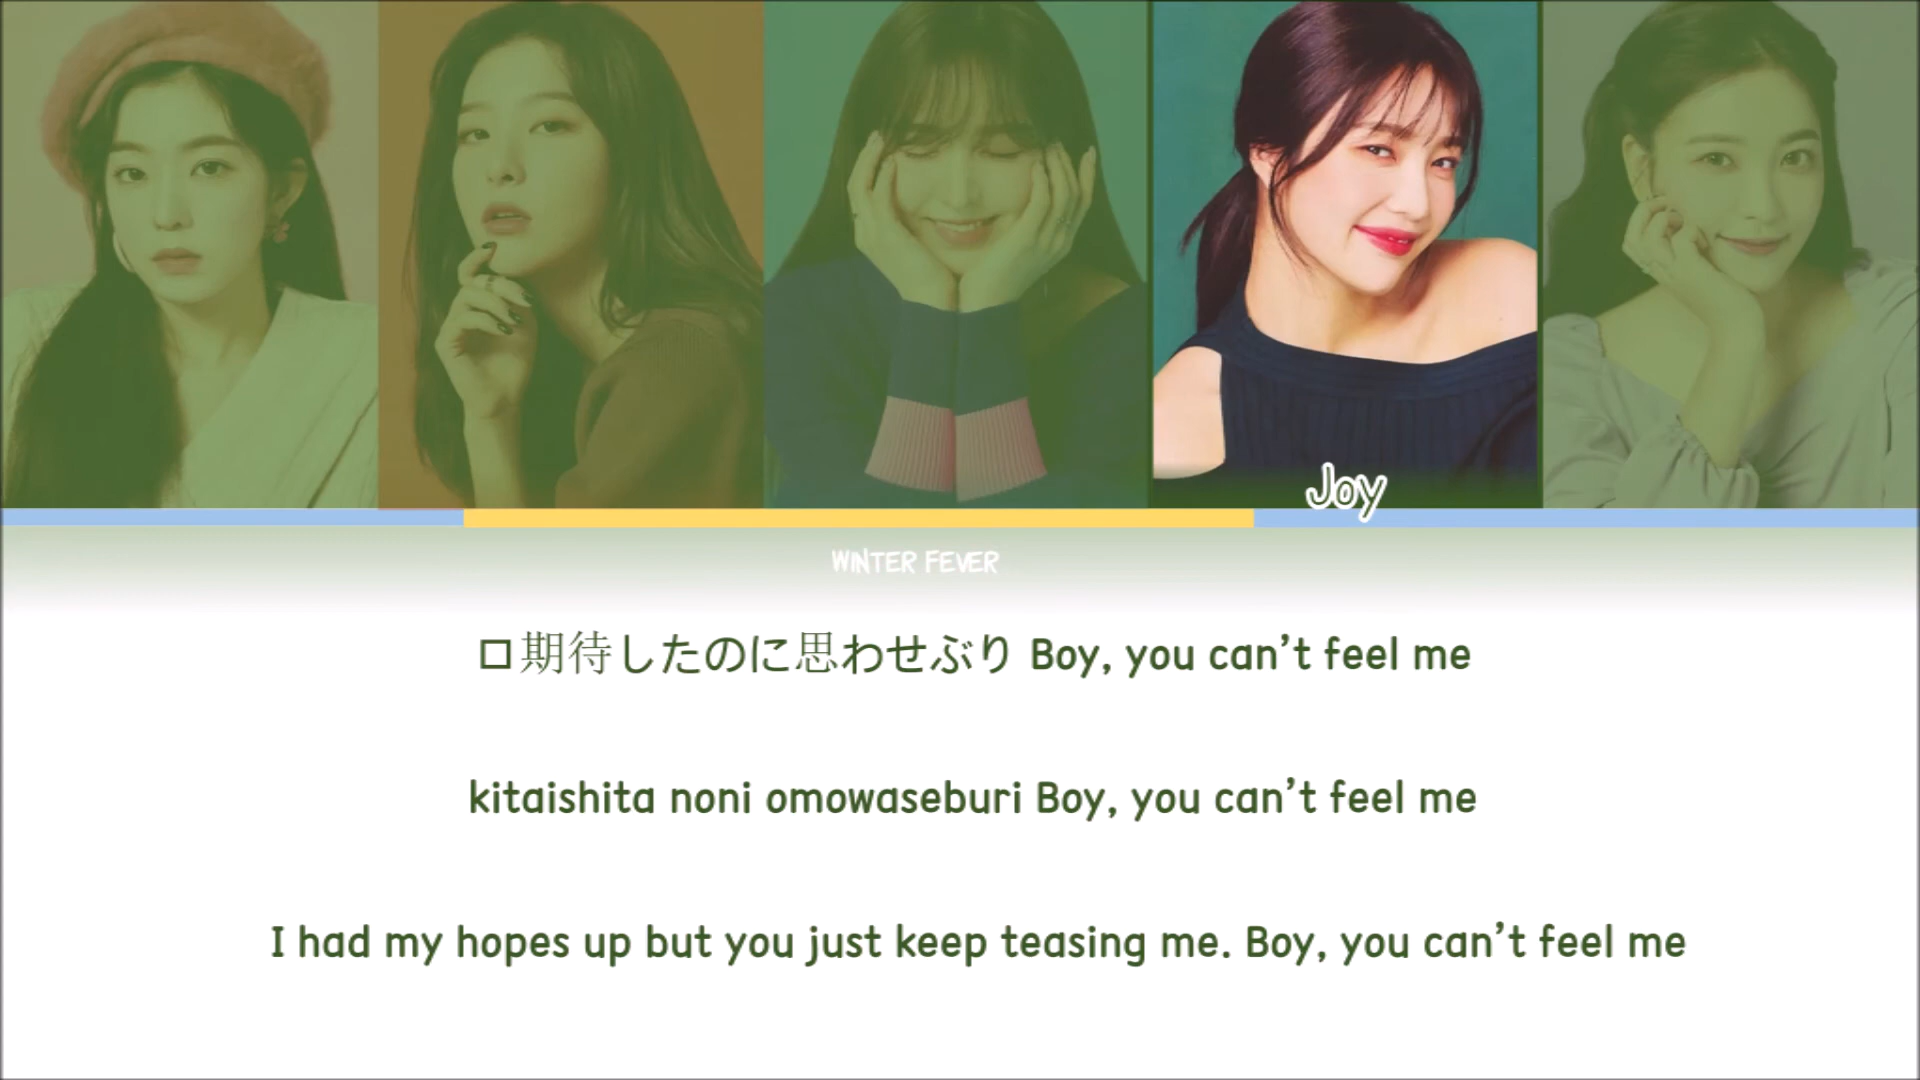 Joy
WINTER FEVER
ロ期待したのに思わせぶり Boy, you can’t feel me
kitaishita noni omowaseburi Boy, you can’t feel me
I had my hopes up but you just keep teasing me. Boy, you can’t feel me